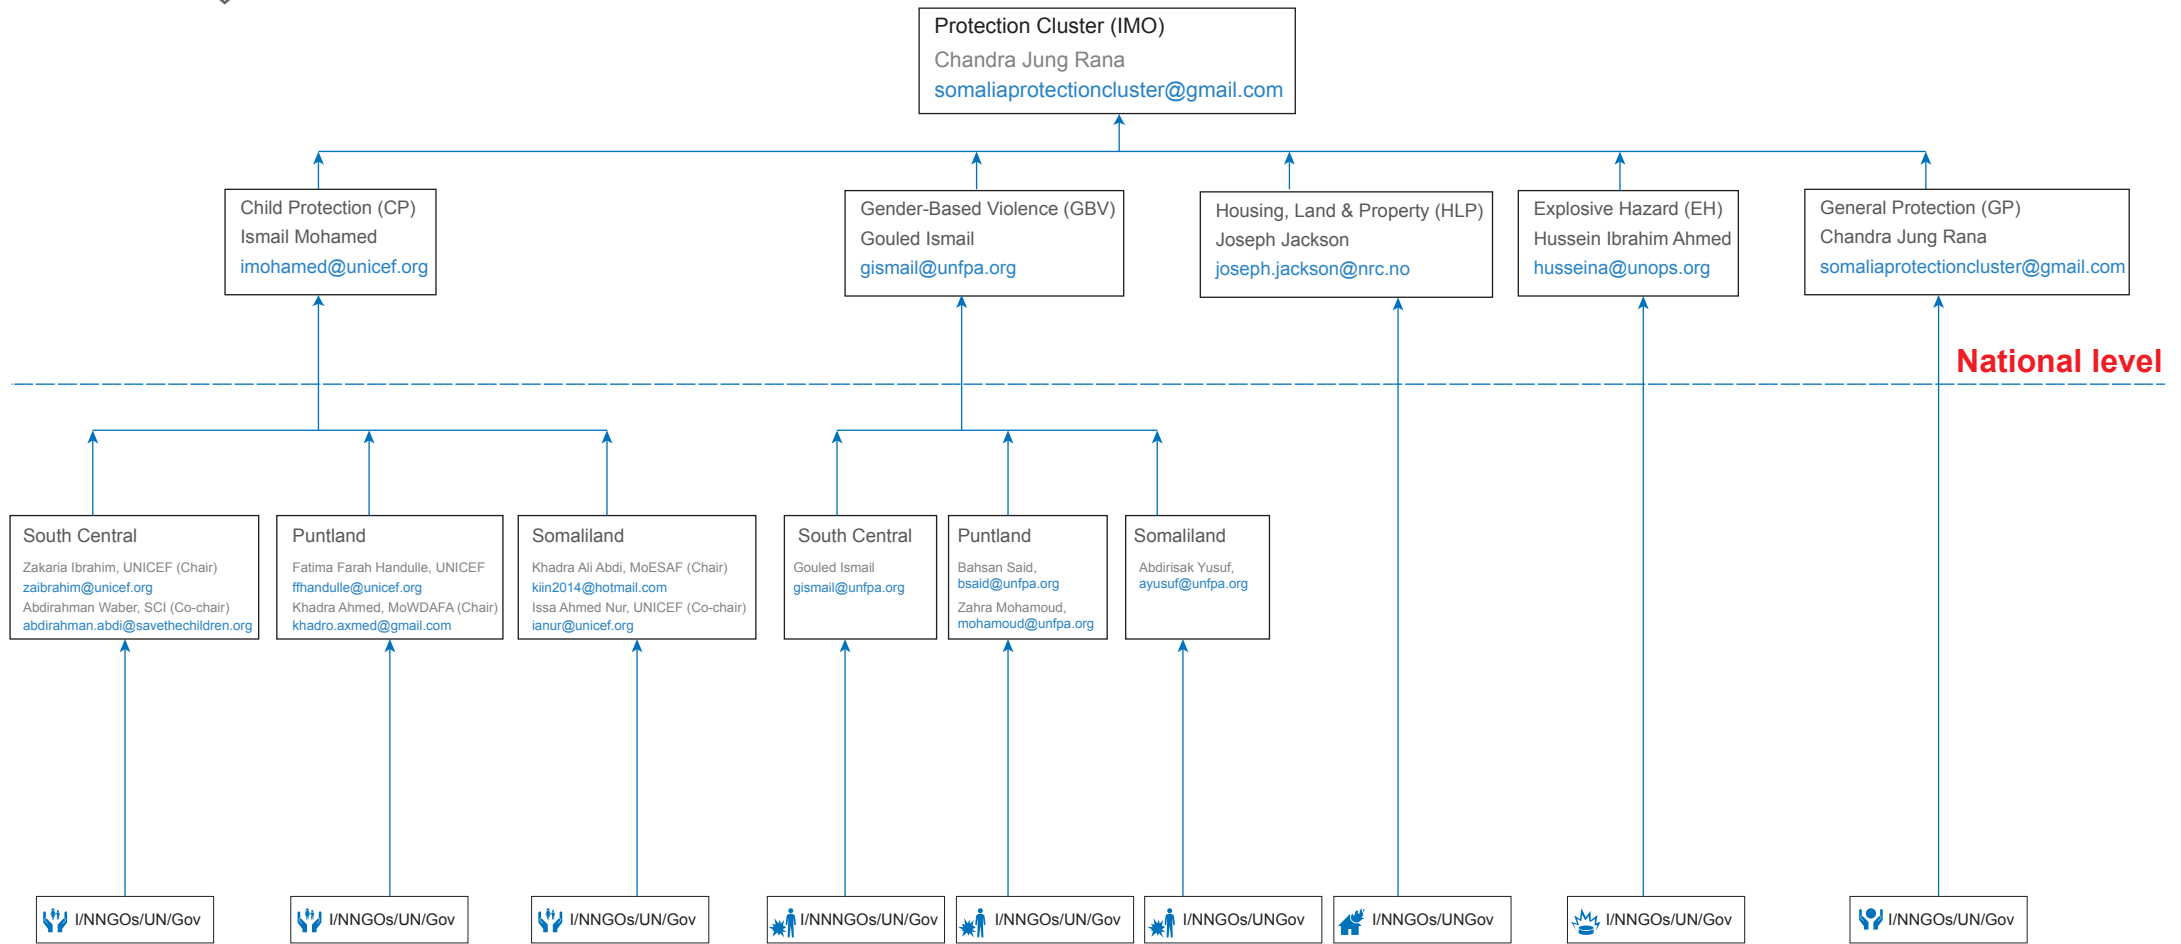 Protection Cluster (IMO)
Chandra Jung Rana
somaliaprotectioncluster@gmail.com
Child Protection (CP)
Ismail Mohamed
imohamed@unicef.org
Gender-Based Violence (GBV)
Gouled Ismail
gismail@unfpa.org
Housing, Land & Property (HLP)
Joseph Jackson
joseph.jackson@nrc.no
Explosive Hazard (EH)
Hussein Ibrahim Ahmed
husseina@unops.org
General Protection (GP)
Chandra Jung Rana
somaliaprotectioncluster@gmail.com
National level
South Central
Zakaria Ibrahim, UNICEF (Chair)
zaibrahim@unicef.org
Abdirahman Waber, SCI (Co-chair)
abdirahman.abdi@savethechildren.org
Puntland
Fatima Farah Handulle, UNICEF
ffhandulle@unicef.org
Khadra Ahmed, MoWDAFA (Chair)
khadro.axmed@gmail.com
Somaliland
Khadra Ali Abdi, MoESAF (Chair)
kiin2014@hotmail.com
Issa Ahmed Nur, UNICEF (Co-chair)
ianur@unicef.org
South Central
Gouled Ismail
gismail@unfpa.org
Puntland
Bahsan Said,
bsaid@unfpa.org
Zahra Mohamoud,
mohamoud@unfpa.org
Somaliland
Abdirisak Yusuf,
ayusuf@unfpa.org
I/NNGOs/UN/Gov
I/NNGOs/UN/Gov
I/NNGOs/UN/Gov
I/NNNGOs/UN/Gov
I/NNGOs/UN/Gov
I/NNGOs/UNGov
I/NNGOs/UNGov
I/NNGOs/UN/Gov
I/NNGOs/UN/Gov